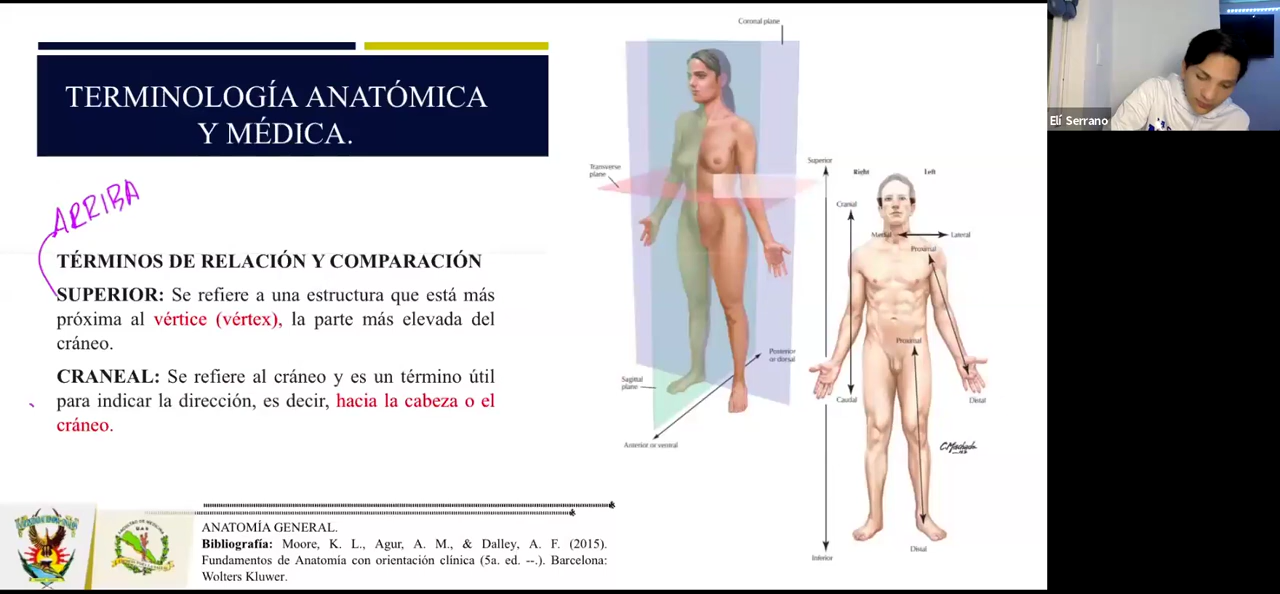 TERMINOLOGÍA ANATÓMICA
Y MÉDICA.
ARRIBA
TÉRMINOS DE RELACIÓN Y COMPARACIÓN
SUPERIOR: Se refiere a una estructura que está más
próxima al vértice (vértex), la parte más elevada del
cráneo.
CRANEAL: Se refiere al cráneo y es un término útil
para indicar la dirección, es decir, hacia la cabeza o el
cráneo.
ANATOMÍA GENERAL.
Bibliografía: Moore, K. L., Agur, A. M., & Dalley, A. F. (2015).
Fundamentos de Anatomía con orientación clínica (5a. ed. --.). Barcelona:
Wolters Kluwer.
Coronal plane
Transverse
plane
Sagittal
plane
Posterior
or dorsal
Anterior or ventral
Superior
Right
Left
Cranial
Medial
Lateral
Proximal
Proximal
Caudal
Distal
Distal
Inferior
Elí Serrano